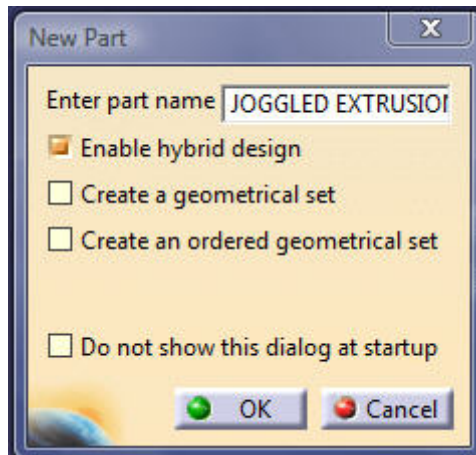 New Part
Enter part name JOGGLED EXTRUSION
Enable hybrid design
Create a geometrical set
Create an ordered geometrical set
Do not show this dialog at startup
OK Cancel